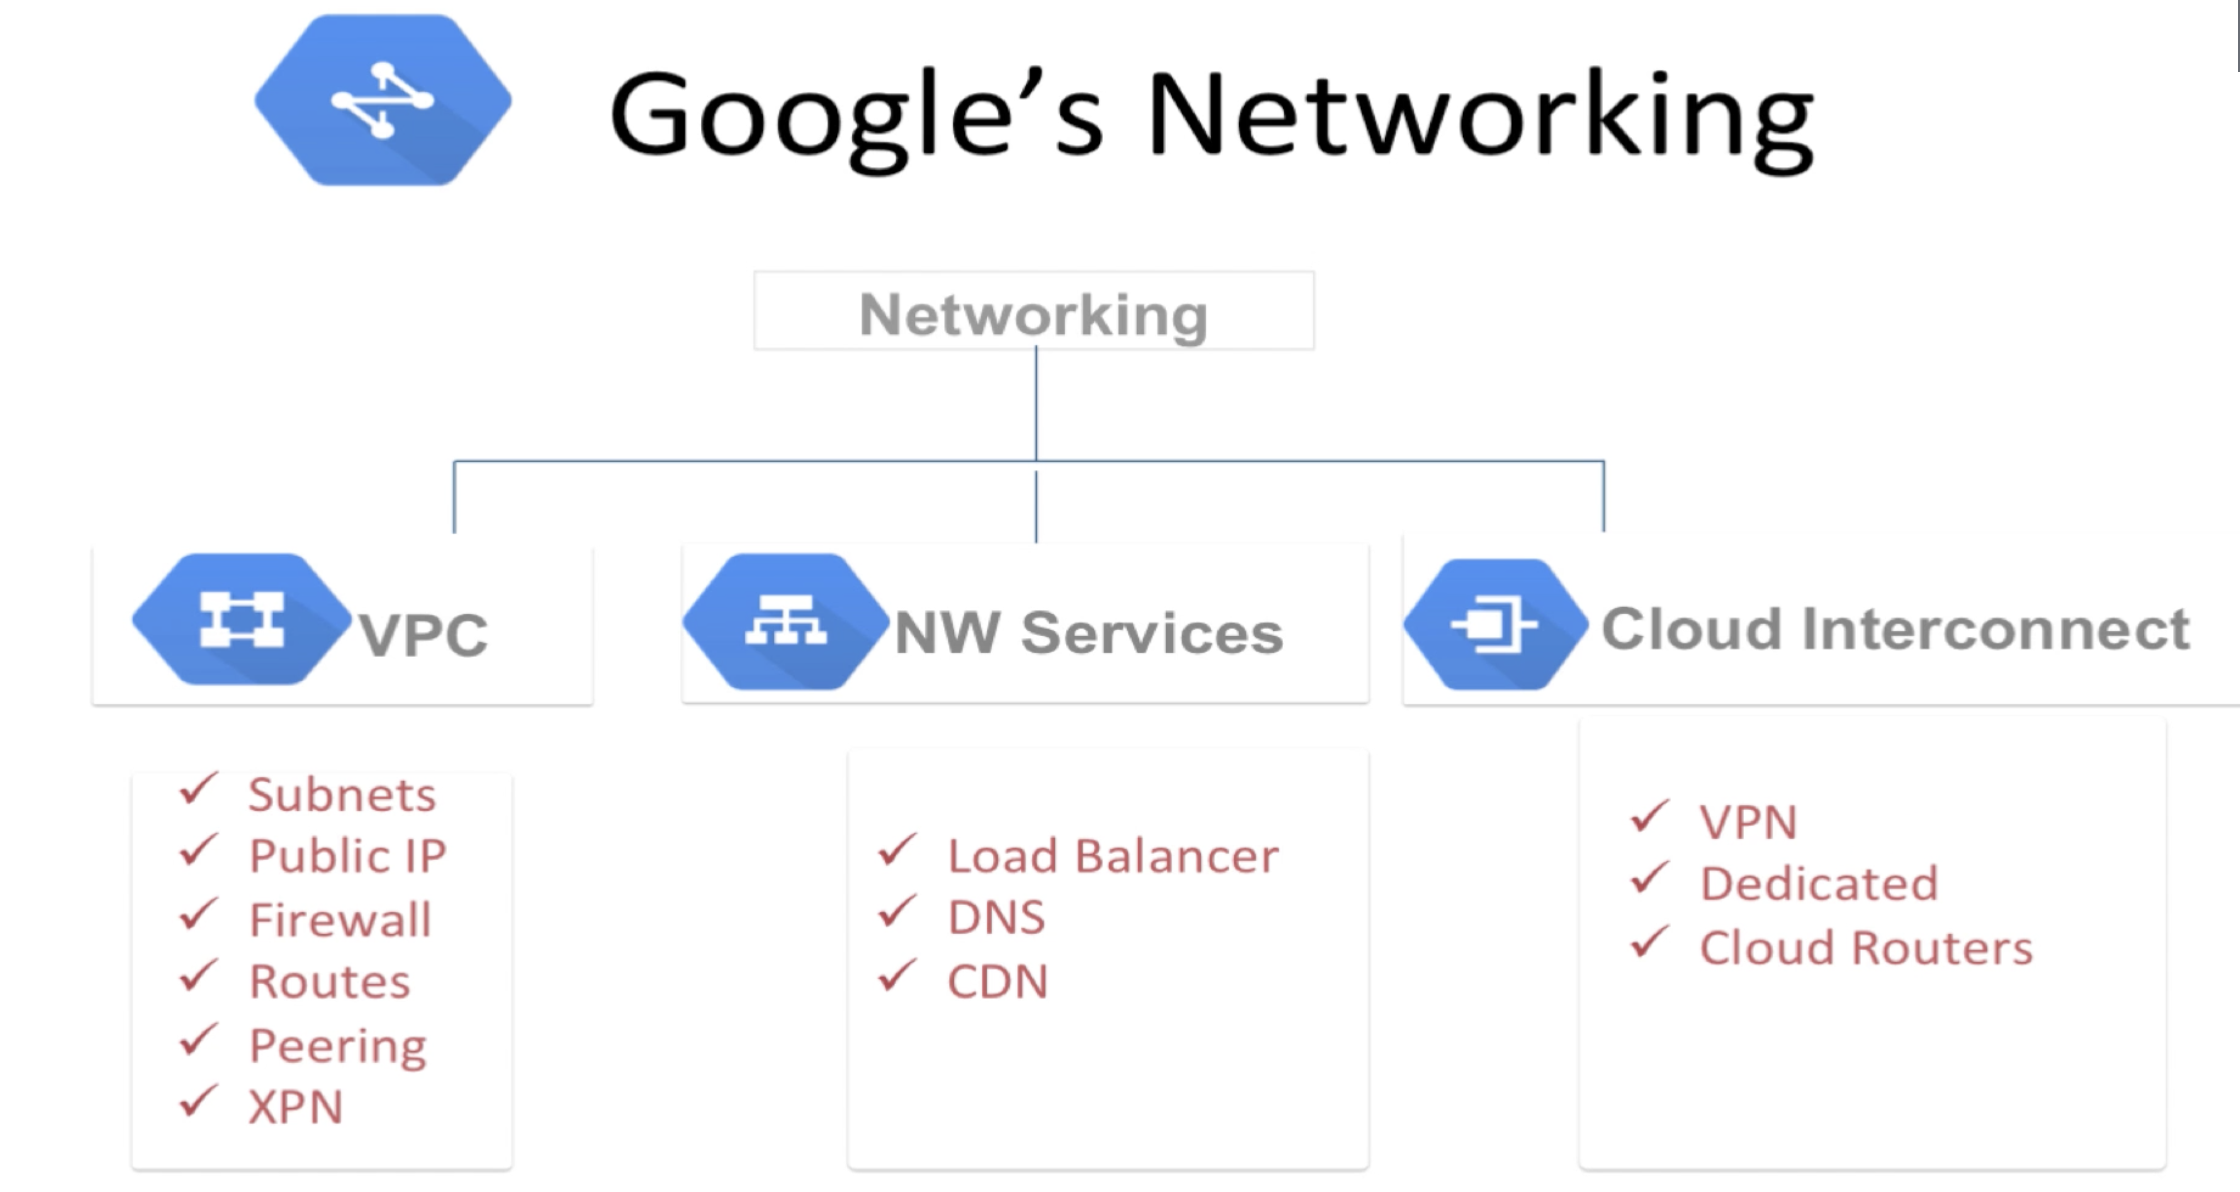 Google’s Networking
Networking
VPC
NW Services
Cloud Interconnect
Subnets
Public IP
Firewall
Routes
Peering
XPN
Load Balancer
DNS
CDN
VPN
Dedicated
Cloud Routers